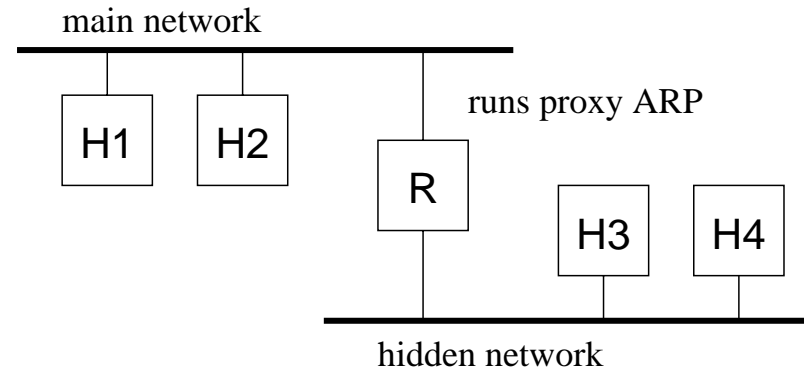 main network
runs proxy ARP
H1
H2
R
H3
H4
hidden network